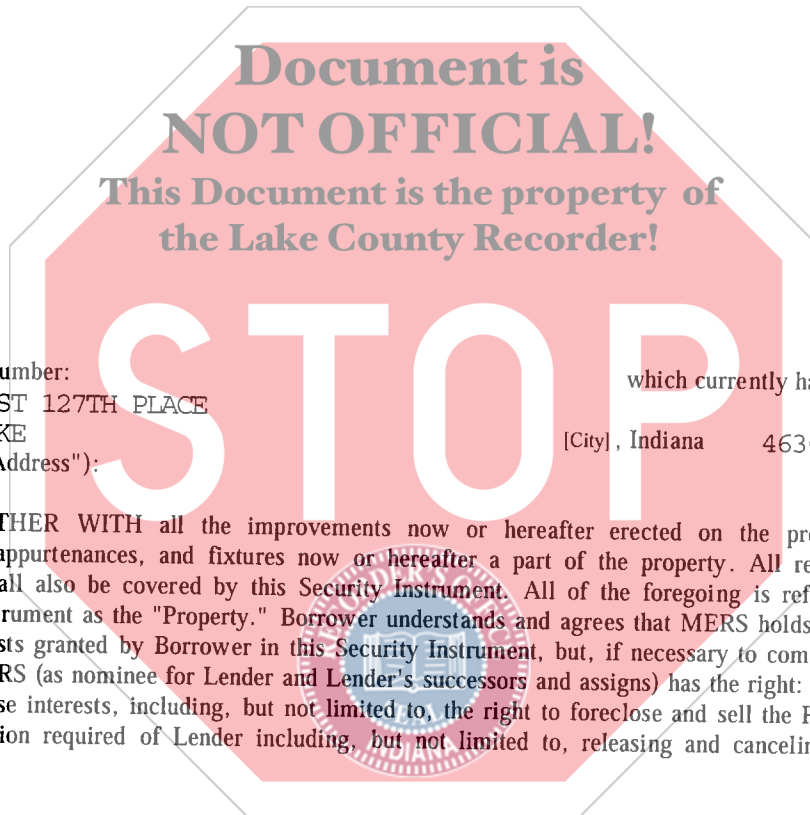 Document is
NOT OFFICIAL!
This Document is the property of
the Lake County Recorder!
STOP
umber:
which currently ha
ST 127TH PLACE
KE
[City], Indiana 463
Address"):
THER WITH all the improvements now or hereafter erected on the pr
appurtenances, and fixtures now or hereafter a part of the property. All re
all also be covered by this Security Instrument. All of the foregoing is ref
rument as the "Property." Borrower understands and agrees that MERS holds
sts granted by Borrower in this Security Instrument, but, if necessary to com
RS (as nominee for Lender and Lender's successors and assigns) has the right:
se interests, including, but not limited to, the right to foreclose and sell the P
ion required of Lender including, but not limited to, releasing and cancelin
RECORDER'S OFFICE
SEAL
INDIANA